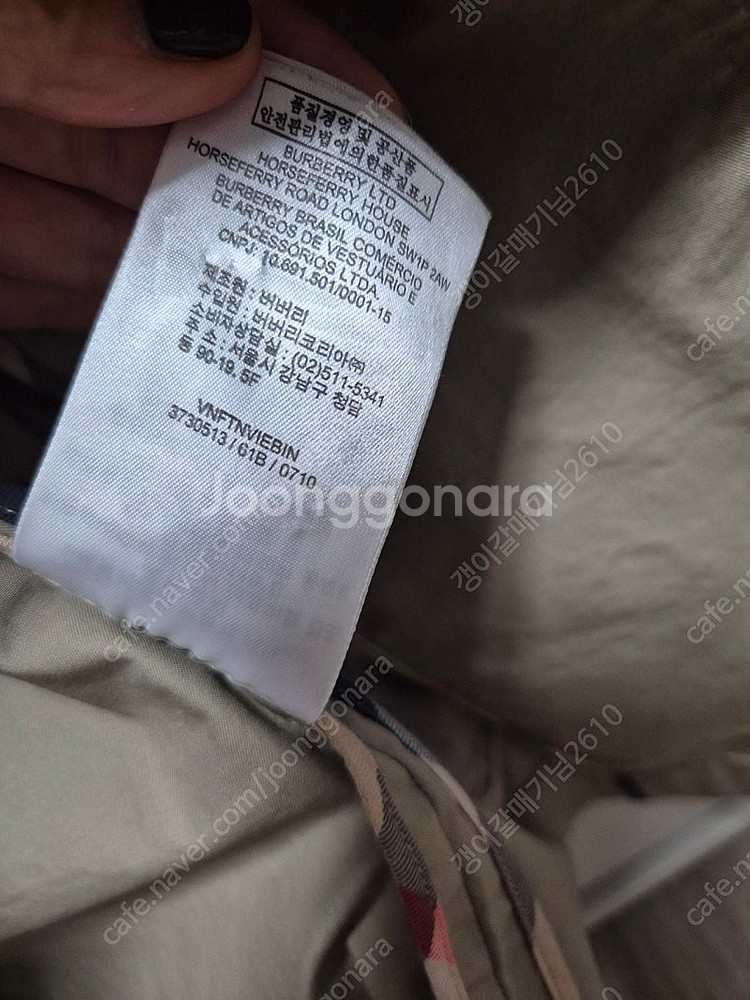 품질경영 및 공산품
안전관리법에의한품질표시
BURBERRY LTD
HORSEFERRY HOUSE
HORSEFERRY ROAD LONDON SW1P 2AW
BURBERRY BRASIL COMERCIO
DE ARTIGOS DE VESTUÁRIO E
ACESSÓRIOS LTDA.
CNPJ 10.691.501/0001-15
제조원 : 버버리
수입원 : 버버리코리아㈜
소비자상담실 : (02)511-5341
주소 : 서울시 강남구 청담
동 90-19. 5F
VNFTNVIEBIN
3730513 / 61B / 0710
Joonggonara
갱이갈매기님2610
cafe.naver.com/joonggonara